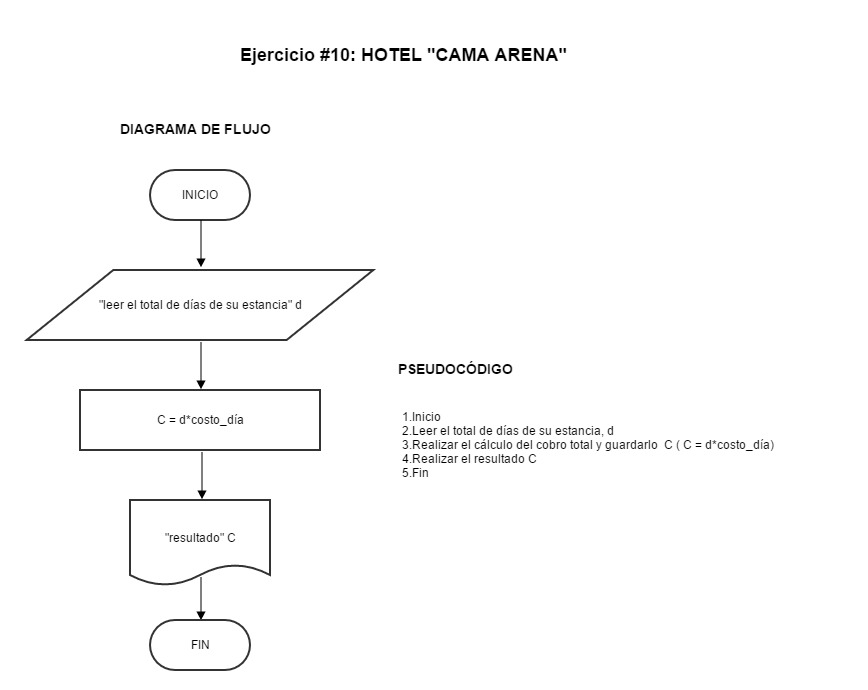 Ejercicio #10: HOTEL "CAMA ARENA"
DIAGRAMA DE FLUJO
INICIO
"leer el total de días de su estancia" d
C = d*costo_día
"resultado" C
FIN
PSEUDOCÓDIGO
1.Inicio
2.Leer el total de días de su estancia, d
3.Realizar el cálculo del cobro total y guardarlo  C ( C = d*costo_día)
4.Realizar el resultado C
5.Fin